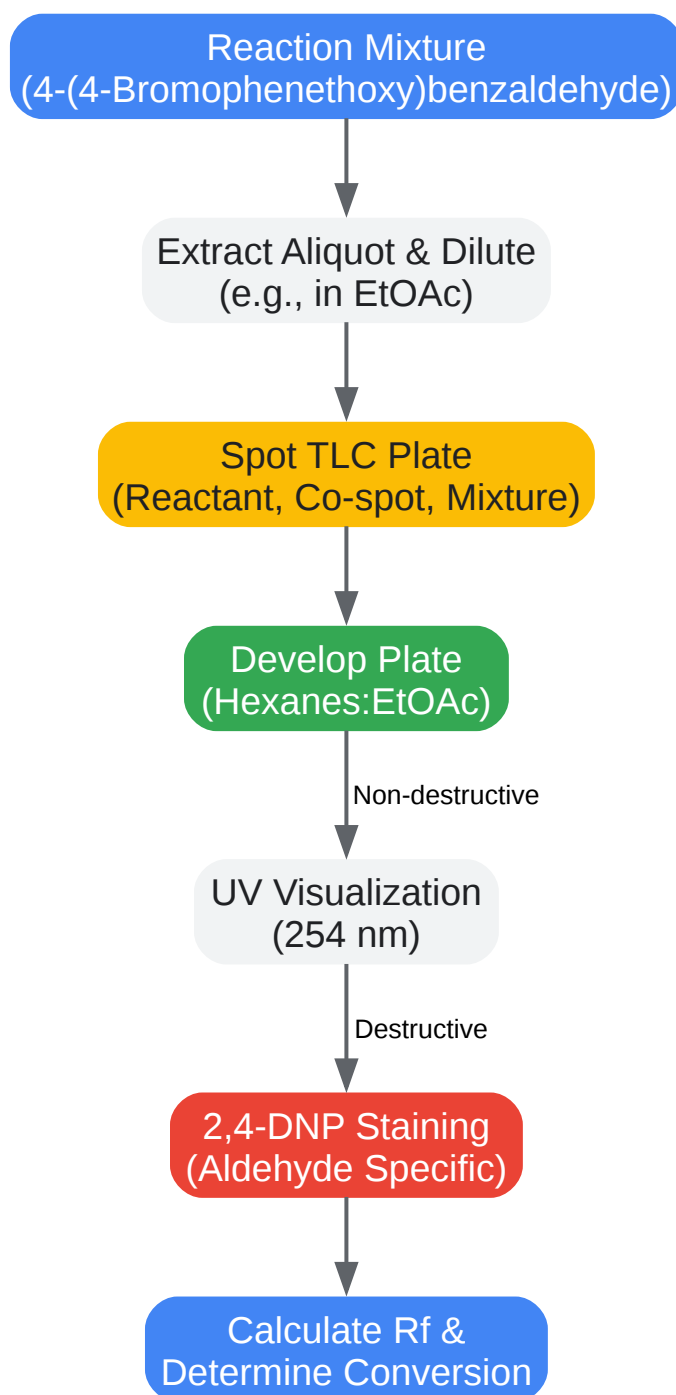 Reaction Mixture
(4-(4-Bromophenethoxy)benzaldehyde)
Extract Aliquot & Dilute
(e.g., in EtOAc)
Spot TLC Plate
(Reactant, Co-spot, Mixture)
Develop Plate
(Hexanes:EtOAc)
Non-destructive
UV Visualization
(254 nm)
Destructive
2,4-DNP Staining
(Aldehyde Specific)
Calculate Rf &
Determine Conversion